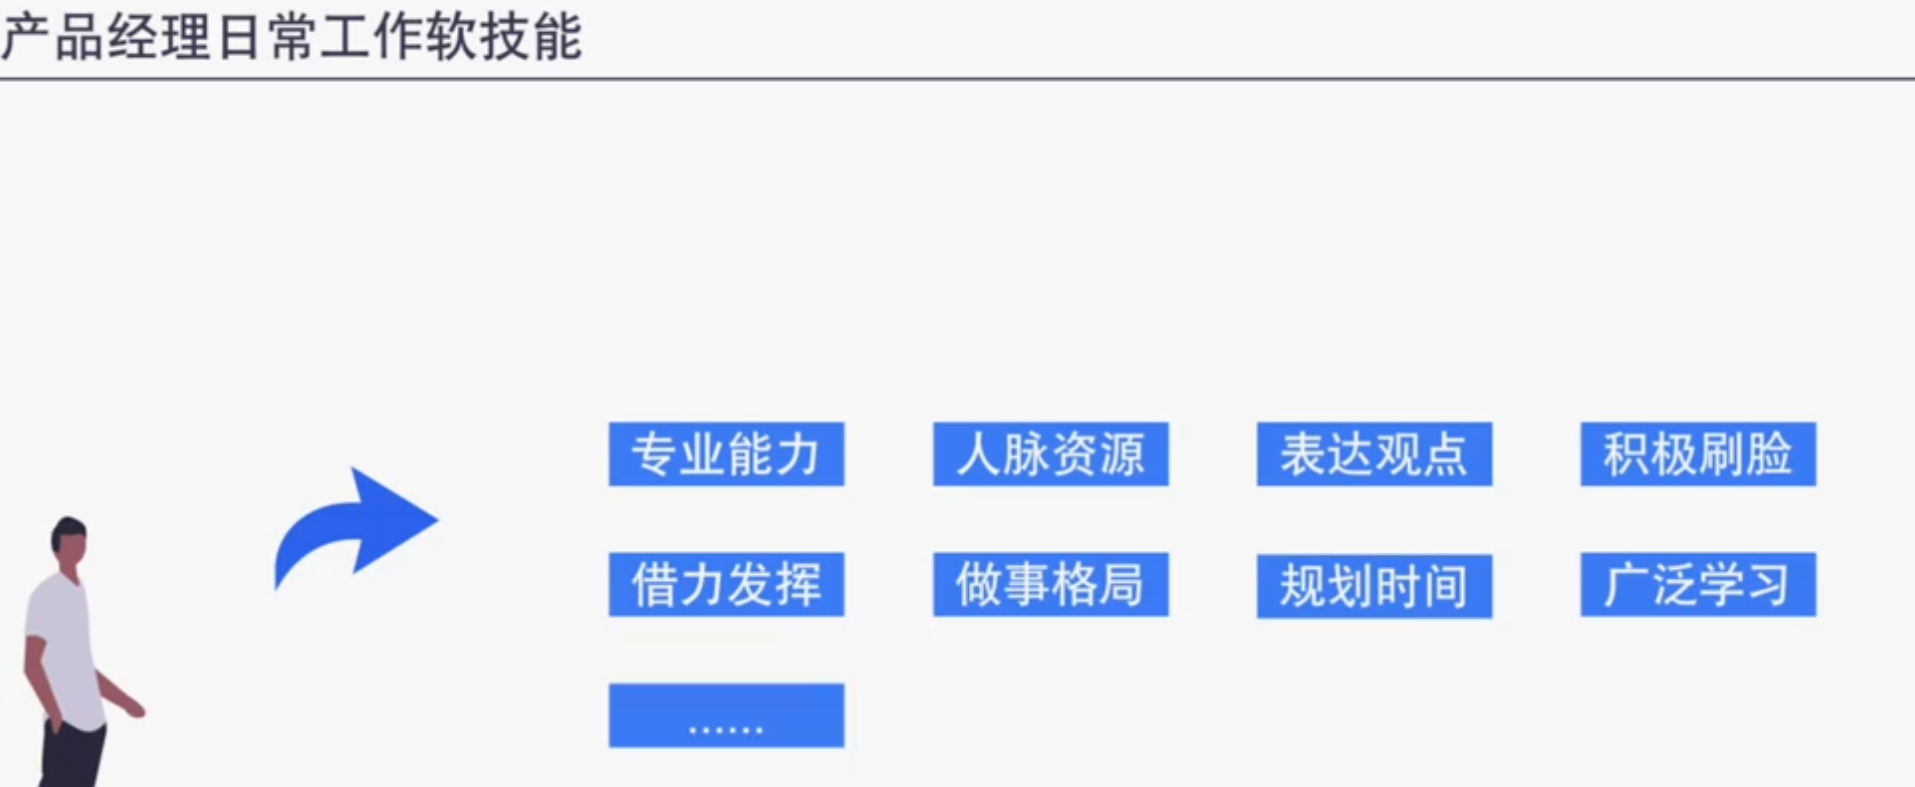 产品经理日常工作软技能
专业能力 人脉资源 表达观点 积极刷脸
借力发挥 做事格局 规划时间 广泛学习
......